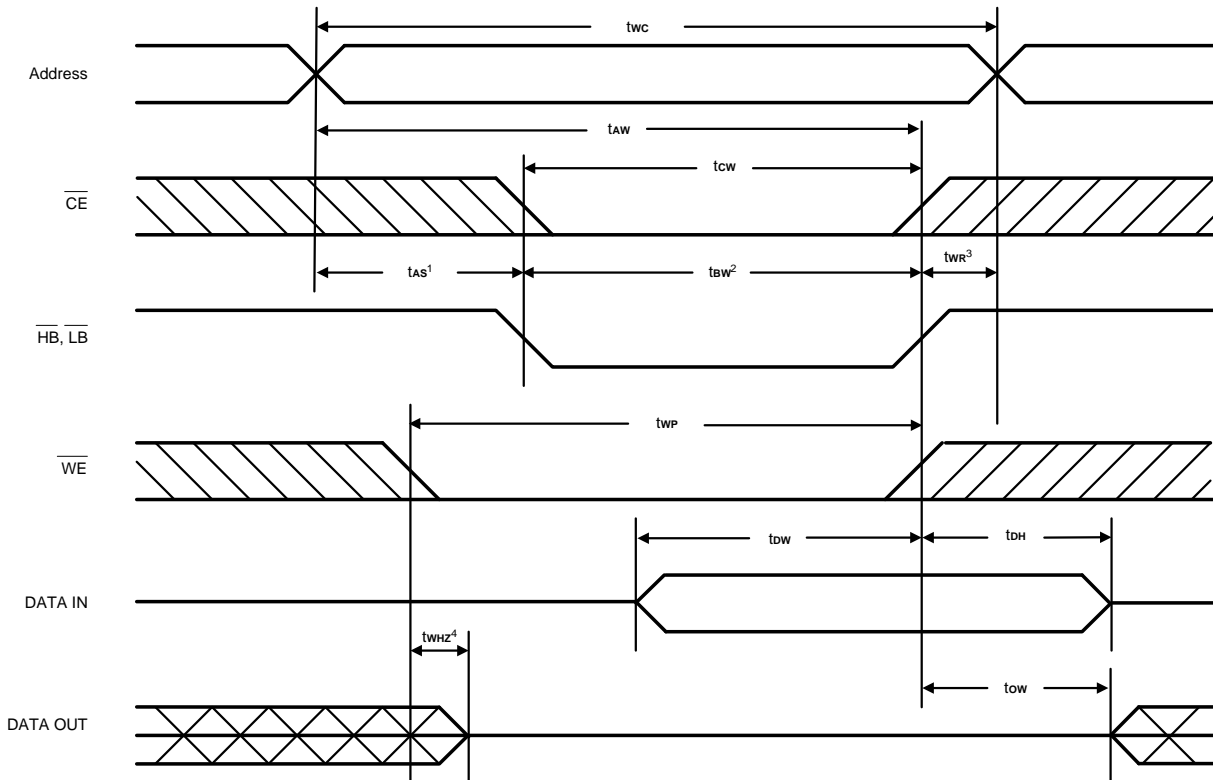 tWC
Address
tAW
tCW
CE
tAS1
tBW2
tWR3
HB, LB
tWP
WE
tDW
tDH
DATA IN
tWHZ4
tOW
DATA OUT